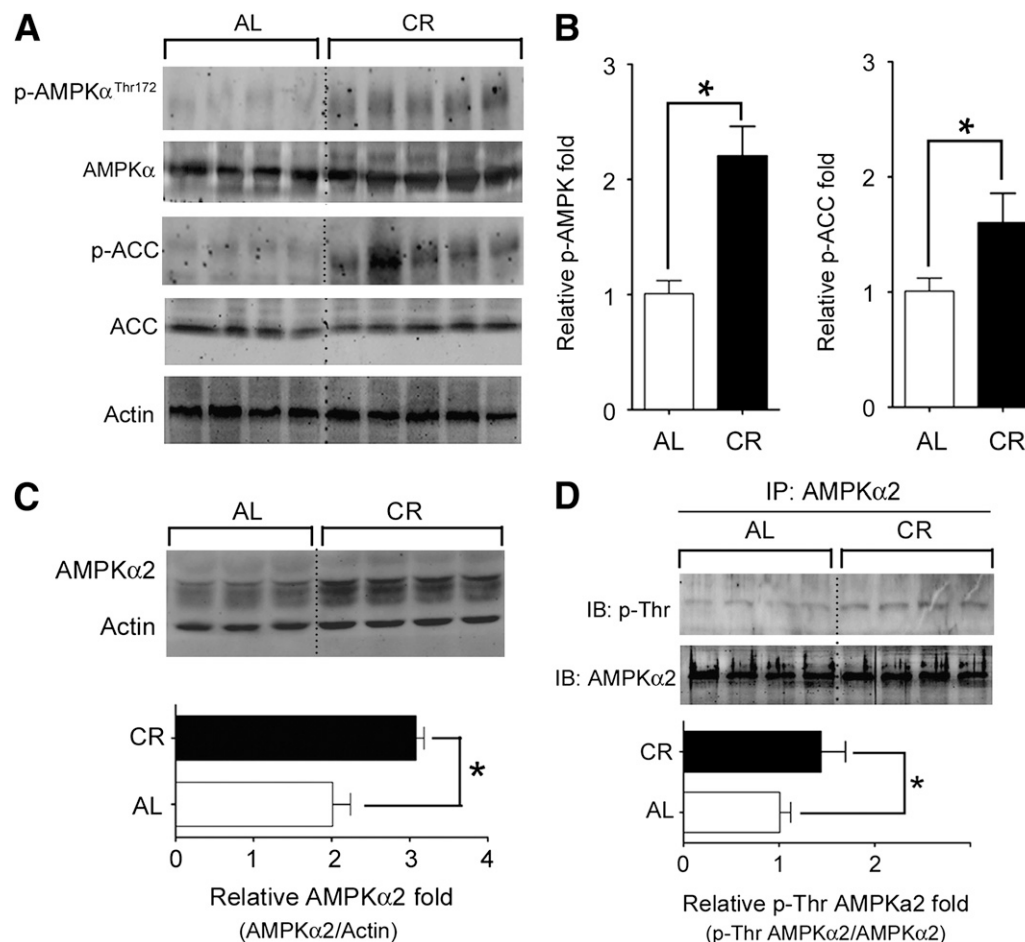 A
AL
CR
p-AMPKαThr172
AMPKα
p-ACC
ACC
Actin
B
Relative p-AMPK fold
3
2
1
0
*
AL
CR
Relative p-ACC fold
3
2
1
0
*
AL
CR
C
AL
CR
AMPKα2
Actin
CR
AL
*
0 1 2 3 4
Relative AMPKα2 fold
(AMPKα2/Actin)
D
IP: AMPKα2
AL
CR
IB: p-Thr
IB: AMPKα2
CR
AL
*
0 1 2
Relative p-Thr AMPKa2 fold
(p-Thr AMPKα2/AMPKα2)